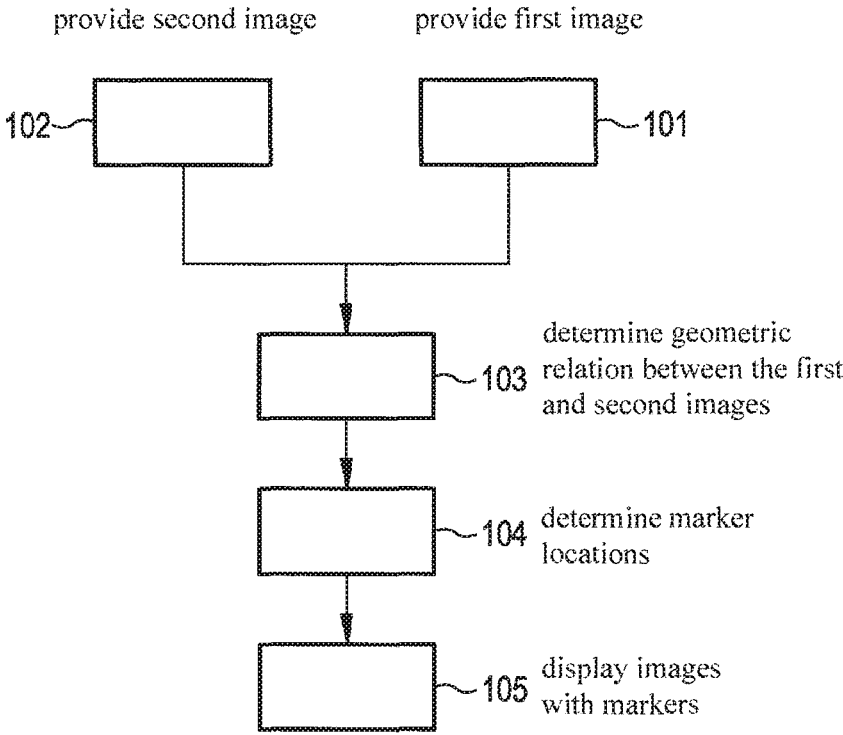 provide second image
provide first image
102
101
103
determine geometric
relation between the first
and second images
104
determine marker
locations
105
display images
with markers